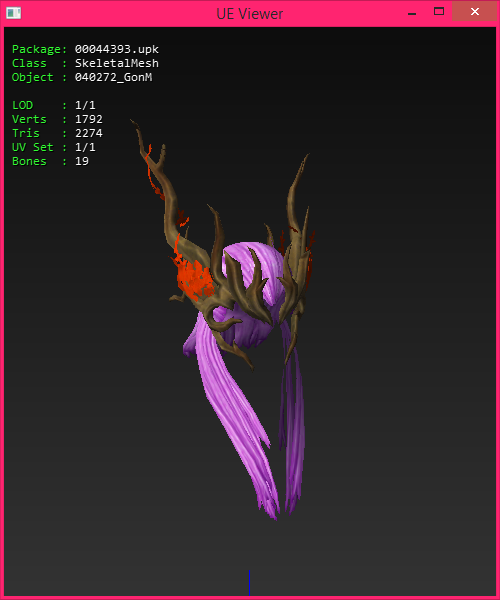 UE Viewer
Package: 00044393.upk
Class  : SkeletalMesh
Object : 040272_GonM
LOD    : 1/1
Verts  : 1792
Tris   : 2274
UV Set : 1/1
Bones  : 19